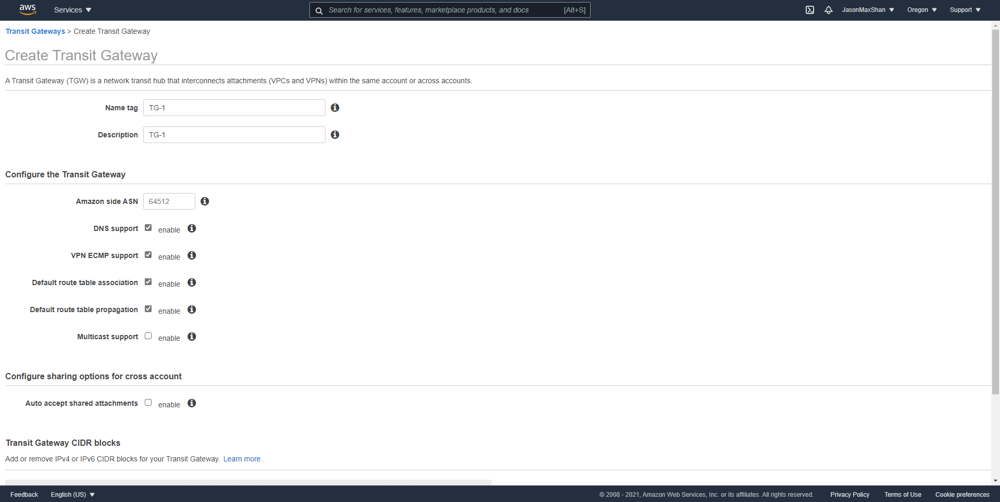 aws Services Search for services, features, marketplace products, and docs [Alt+S] JasonMaxShan Oregon Support
Transit Gateways > Create Transit Gateway
Create Transit Gateway
A Transit Gateway (TGW) is a network transit hub that interconnects attachments (VPCs and VPNs) within the same account or across accounts.
Name tag TG-1
Description TG-1
Configure the Transit Gateway
Amazon side ASN 64512
DNS support enable
VPN ECMP support enable
Default route table association enable
Default route table propagation enable
Multicast support enable
Configure sharing options for cross account
Auto accept shared attachments enable
Transit Gateway CIDR blocks
Add or remove IPv4 or IPv6 CIDR blocks for your Transit Gateway. Learn more.
Feedback English (US) © 2008 - 2021, Amazon Web Services, Inc. or its affiliates. All rights reserved. Privacy Policy Terms of Use Cookie preferences